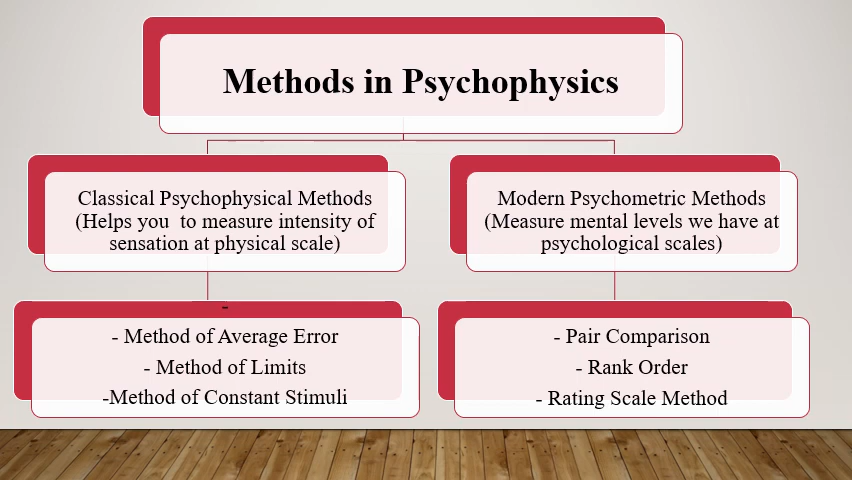 Methods in Psychophysics
Classical Psychophysical Methods
(Helps you  to measure intensity of
sensation at physical scale)
Modern Psychometric Methods
(Measure mental levels we have at
psychological scales)
-
- Method of Average Error
- Method of Limits
-Method of Constant Stimuli
- Pair Comparison
- Rank Order
- Rating Scale Method